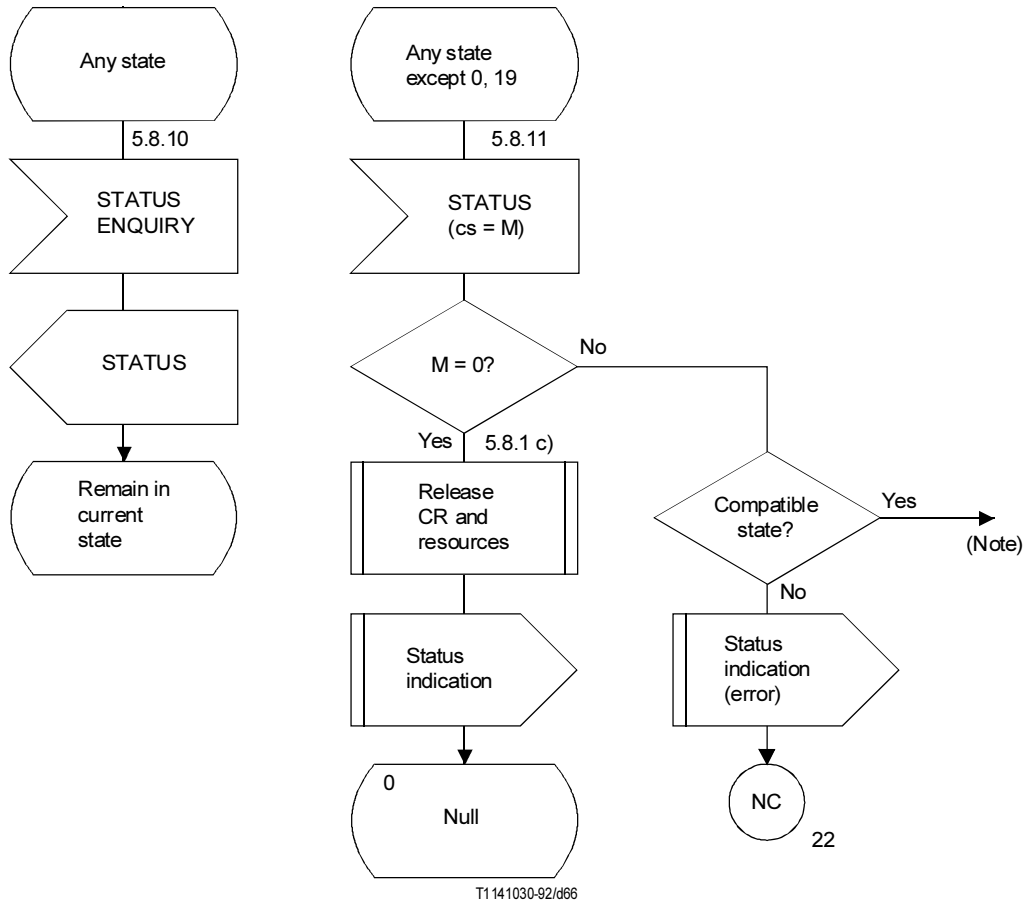 Any state
5.8.10
STATUS
ENQUIRY
STATUS
Remain in
current
state
Any state
except 0, 19
5.8.11
STATUS
(cs = M)
M = 0?
No
Yes
5.8.1 c)
Release
CR and
resources
Status
indication
0
Null
Compatible
state?
Yes
(Note)
No
Status
indication
(error)
NC
22
T1141030-92/d66